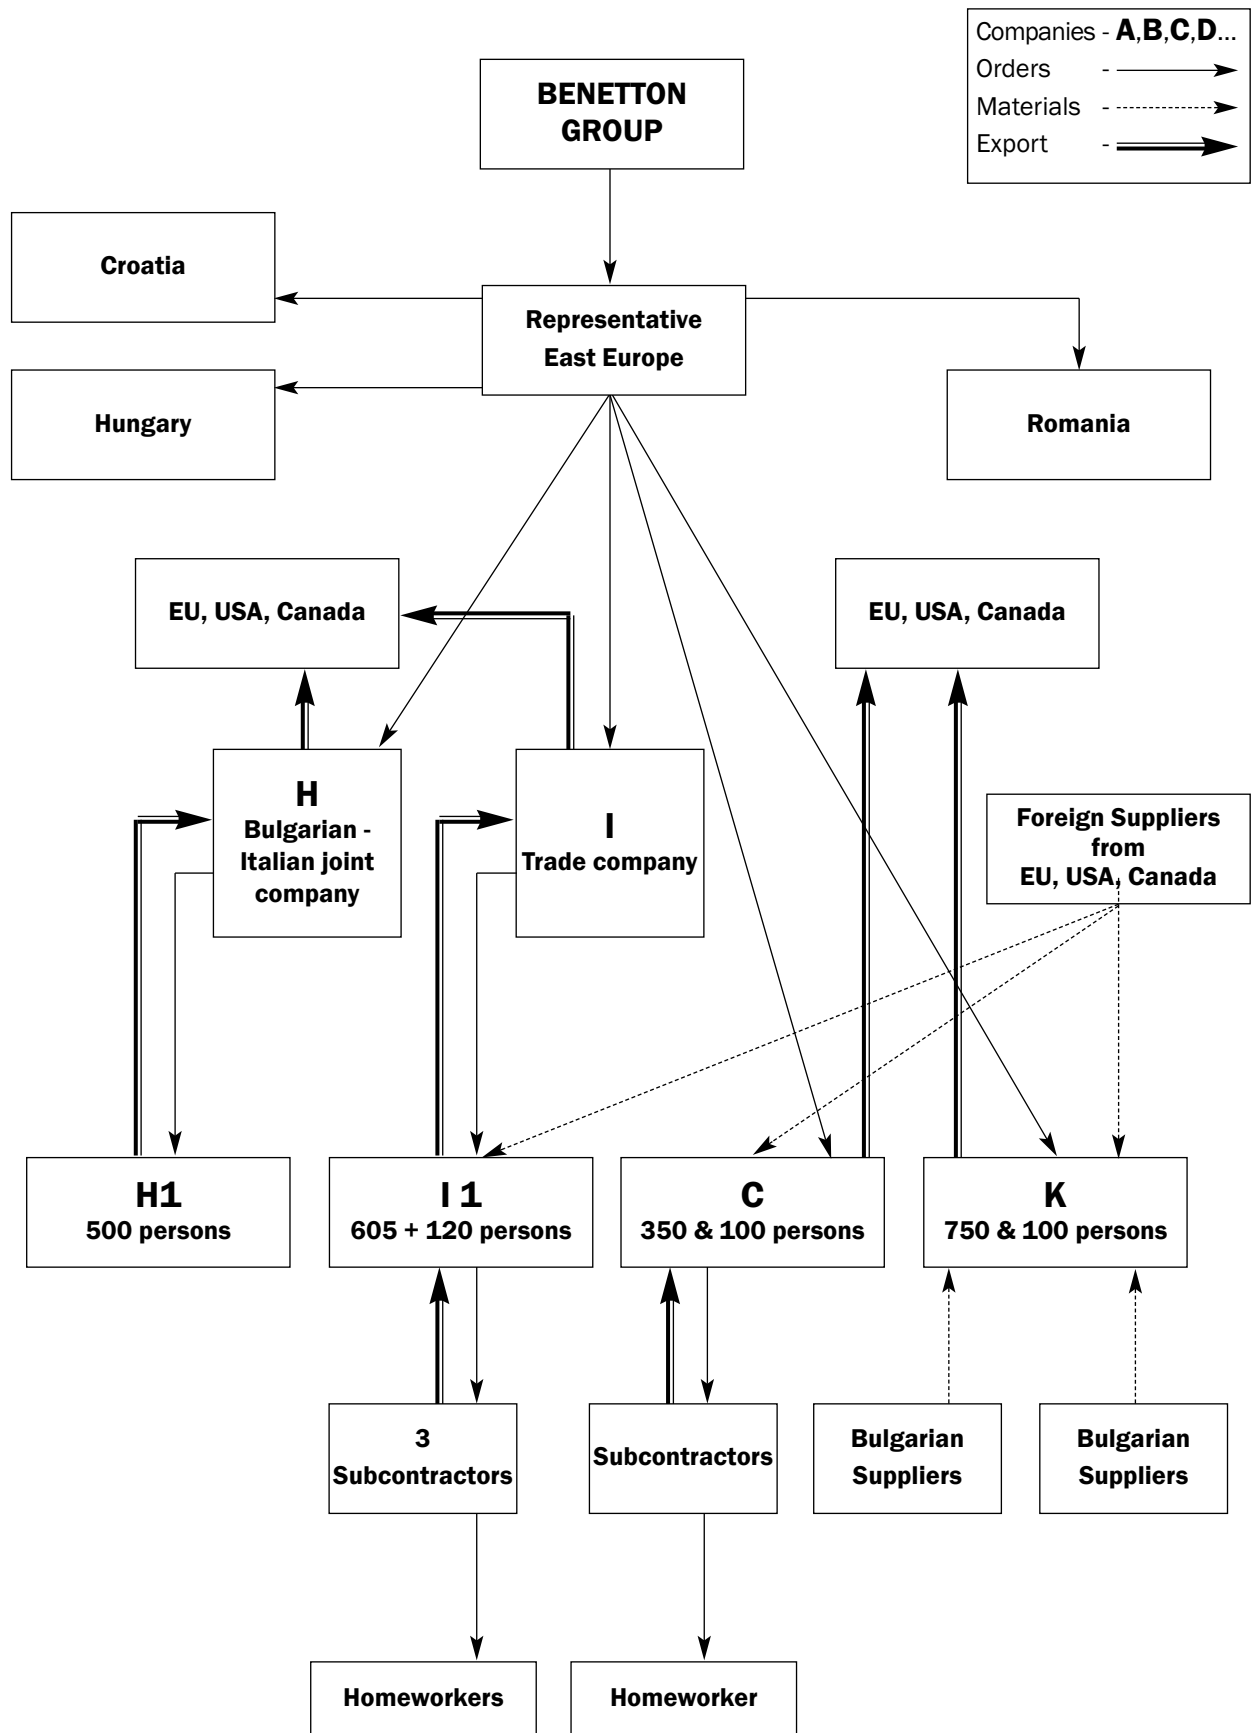 Companies - A,B,C,D...
Orders -
Materials -
Export -
BENETTON
GROUP
Croatia
Representative
East Europe
Hungary
Romania
EU, USA, Canada
EU, USA, Canada
H
Bulgarian -
Italian joint
company
I
Trade company
Foreign Suppliers
from
EU, USA, Canada
H1
500 persons
I 1
605 + 120 persons
C
350 & 100 persons
K
750 & 100 persons
3
Subcontractors
Subcontractors
Bulgarian
Suppliers
Bulgarian
Suppliers
Homeworkers
Homeworker